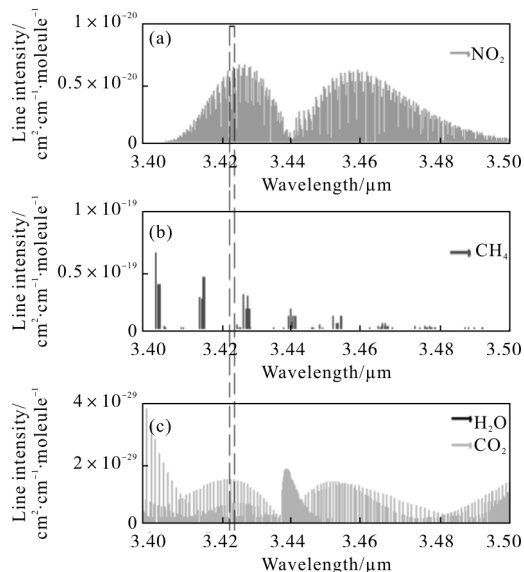 1×10⁻²⁰
(a)
NO₂
0.5×10⁻²⁰
Line intensity/
cm²·cm⁻¹·moleule⁻¹
0
3.40 3.42 3.44 3.46 3.48 3.50
Wavelength/μm
1×10⁻¹⁹
(b)
CH₄
0.5×10⁻¹⁹
Line intensity/
cm²·cm⁻¹·moleule⁻¹
0
3.40 3.42 3.44 3.46 3.48 3.50
Wavelength/μm
4×10⁻²⁹
(c)
H₂O
CO₂
2×10⁻²⁹
Line intensity/
cm²·cm⁻¹·moleule⁻¹
0
3.40 3.42 3.44 3.46 3.48 3.50
Wavelength/μm